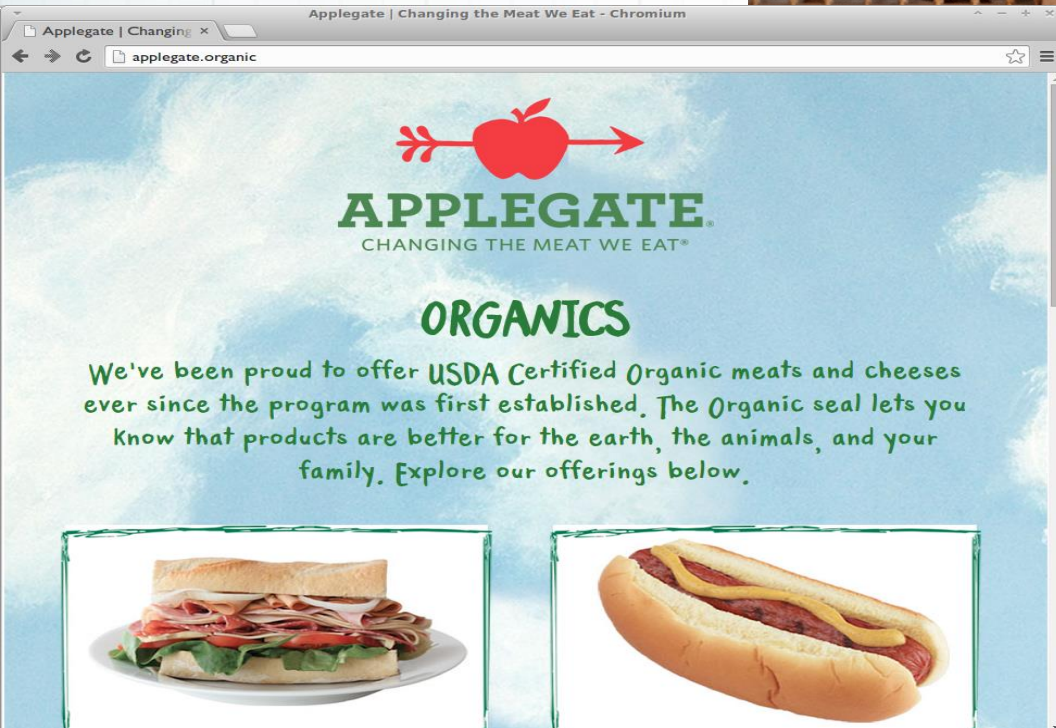 Applegate | Changing the Meat We Eat - Chromium
Applegate | Changing
applegate.organic
APPLEGATE®
CHANGING THE MEAT WE EAT®
ORGANICS
We've been proud to offer USDA Certified Organic meats and cheeses
ever since the program was first established. The Organic seal lets you
know that products are better for the earth, the animals, and your
family. Explore our offerings below.